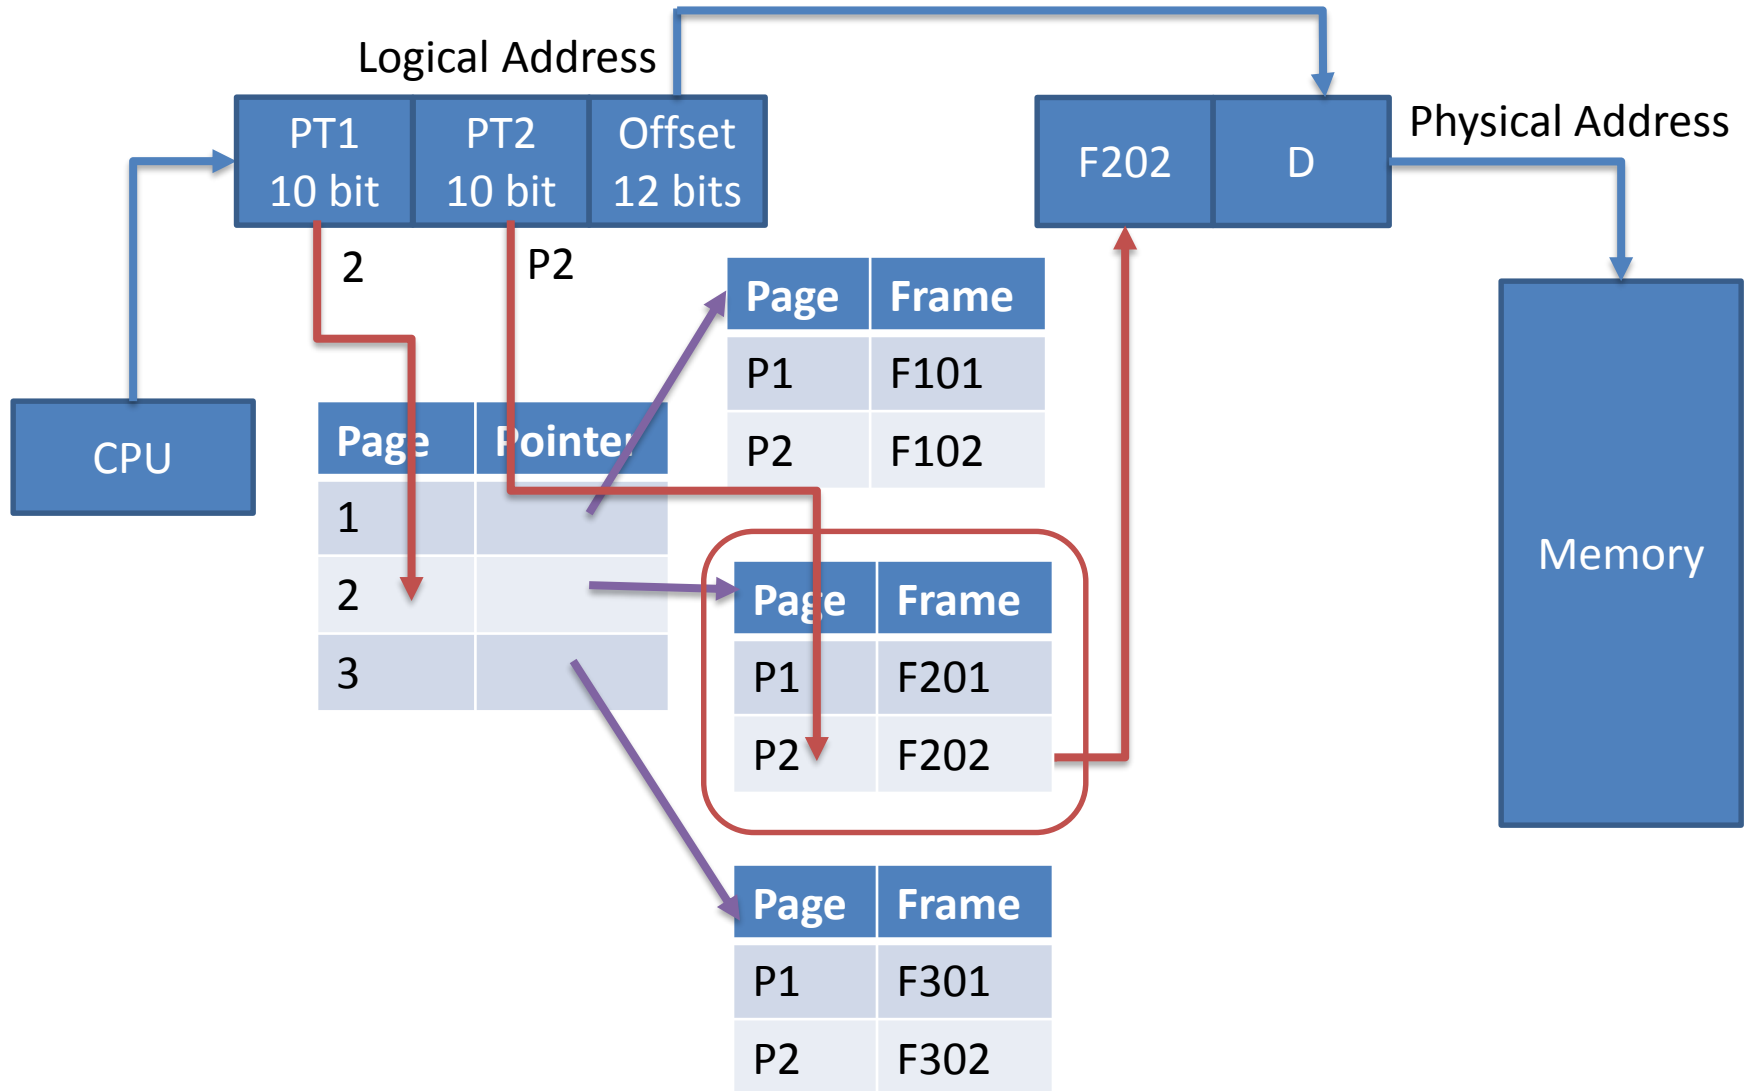 Logical Address
PT1
10 bit
PT2
10 bit
Offset
12 bits
F202
D
Physical Address
2
P2
CPU
Page Pointer
1
2
3
Page Frame
P1 F101
P2 F102
Page Frame
P1 F201
P2 F202
Page Frame
P1 F301
P2 F302
Memory